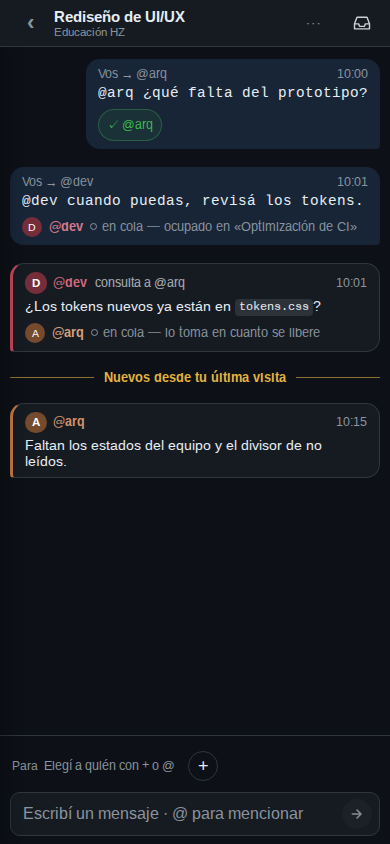 Rediseño de UI/UX
Educación HZ
Vos → @arq 10:00
@arq ¿qué falta del prototipo?
✓ @arq
Vos → @dev 10:01
@dev cuando puedas, revisá los tokens.
D @dev ○ en cola — ocupado en «Optimización de CI»
D @dev consulta a @arq 10:01
¿Los tokens nuevos ya están en tokens.css?
A @arq ○ en cola — lo toma en cuanto se libere
Nuevos desde tu última visita
A @arq 10:15
Faltan los estados del equipo y el divisor de no
leídos.
Para Elegí a quién con + o @ +
Escribí un mensaje · @ para mencionar